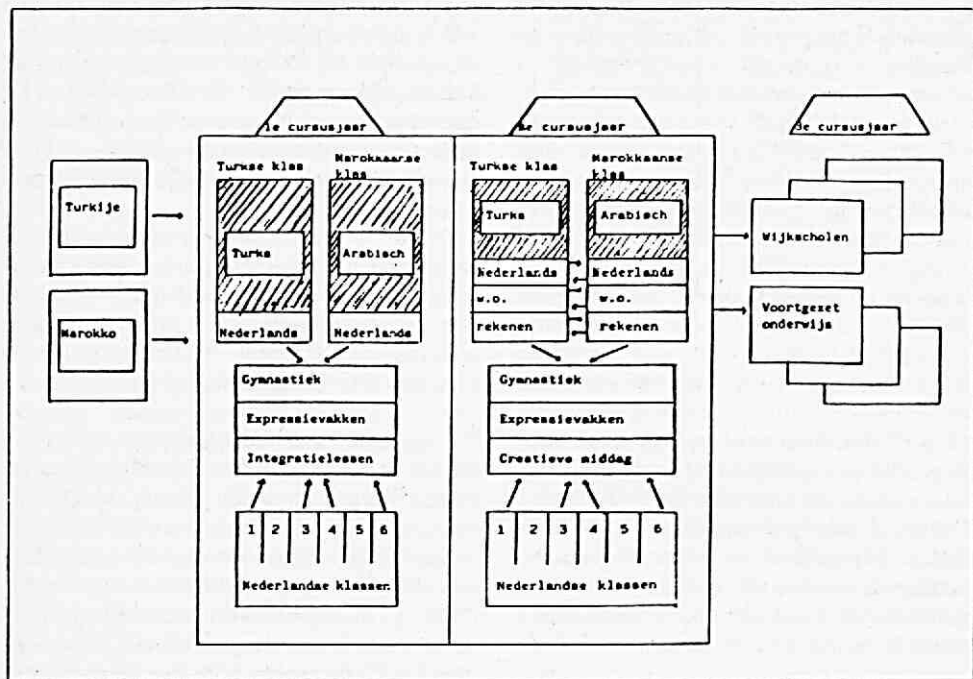 1e cursusjaar
2e cursusjaar
3e cursusjaar
Turkije
Marokko
Turkse klas
Marokkaanse
klas
Turks
Arabisch
Nederlands
Nederlands
Gymnastiek
Expressievakken
Integratielessen
1 2 3 4 5 6
Nederlandse klassen
Turkse klas
Marokkaanse
klas
Turks
Arabisch
Nederlands
Nederlands
w.o.
w.o.
rekenen
rekenen
Gymnastiek
Expressievakken
Creatieve middag
1 2 3 4 5 6
Nederlandse klassen
Wijkscholen
Voortgezet
onderwijs